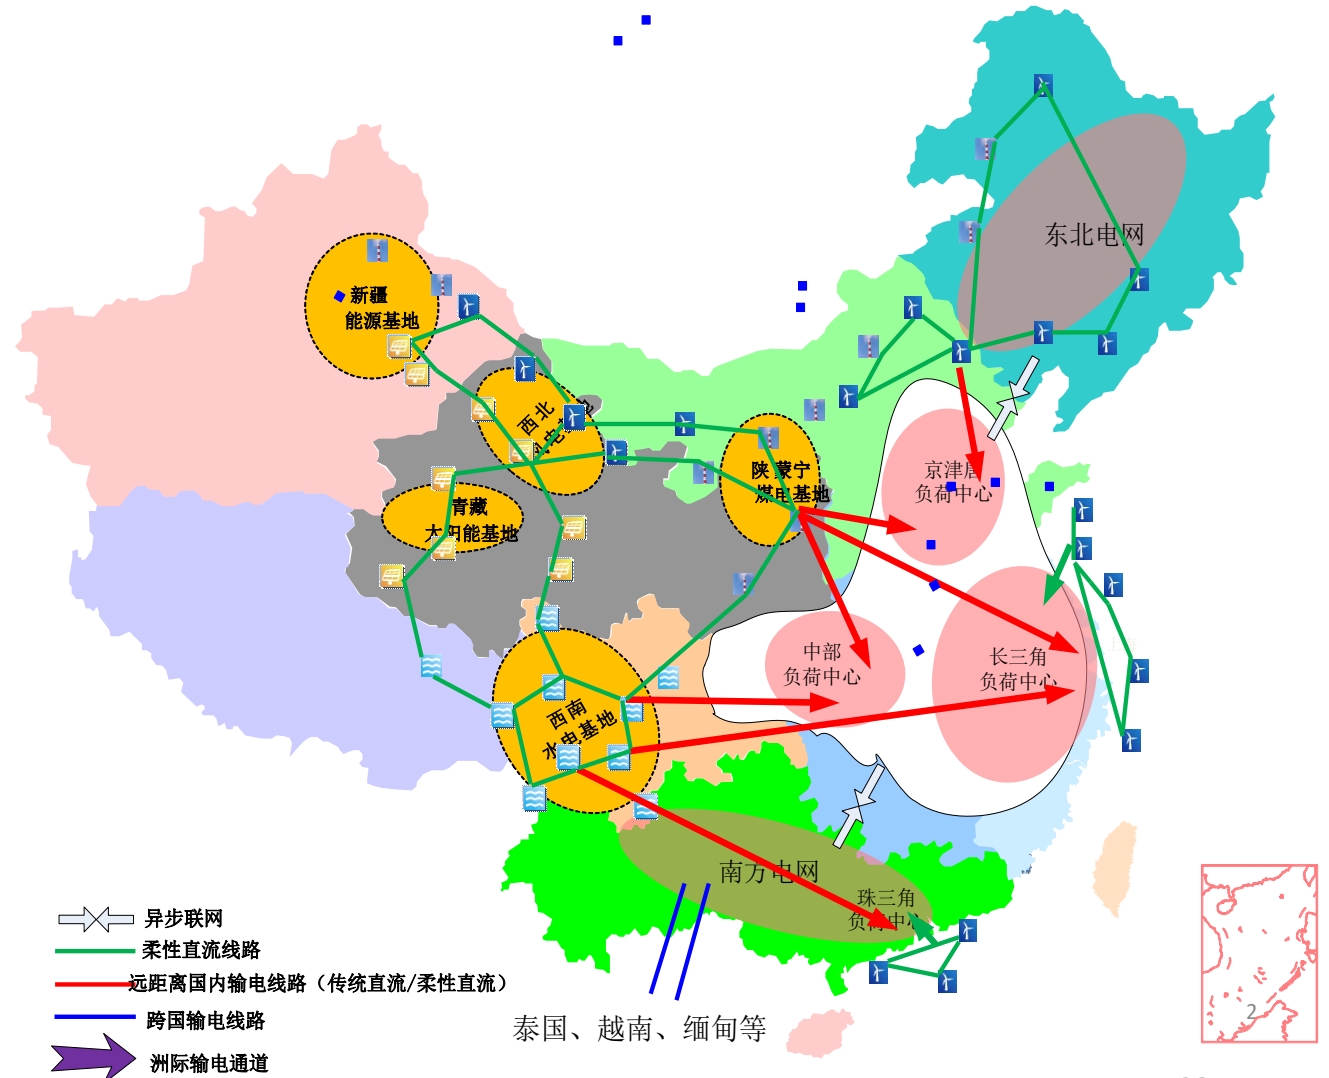 东北电网
新疆
能源基地
西北
风电基地
陕蒙宁
煤电基地
京津唐
负荷中心
青藏
太阳能基地
中部
负荷中心
长三角
负荷中心
西南
水电基地
南方电网
珠三角
负荷中心
异步联网
柔性直流线路
远距离国内输电线路（传统直流/柔性直流）
跨国输电线路
洲际输电通道
泰国、越南、缅甸等
2